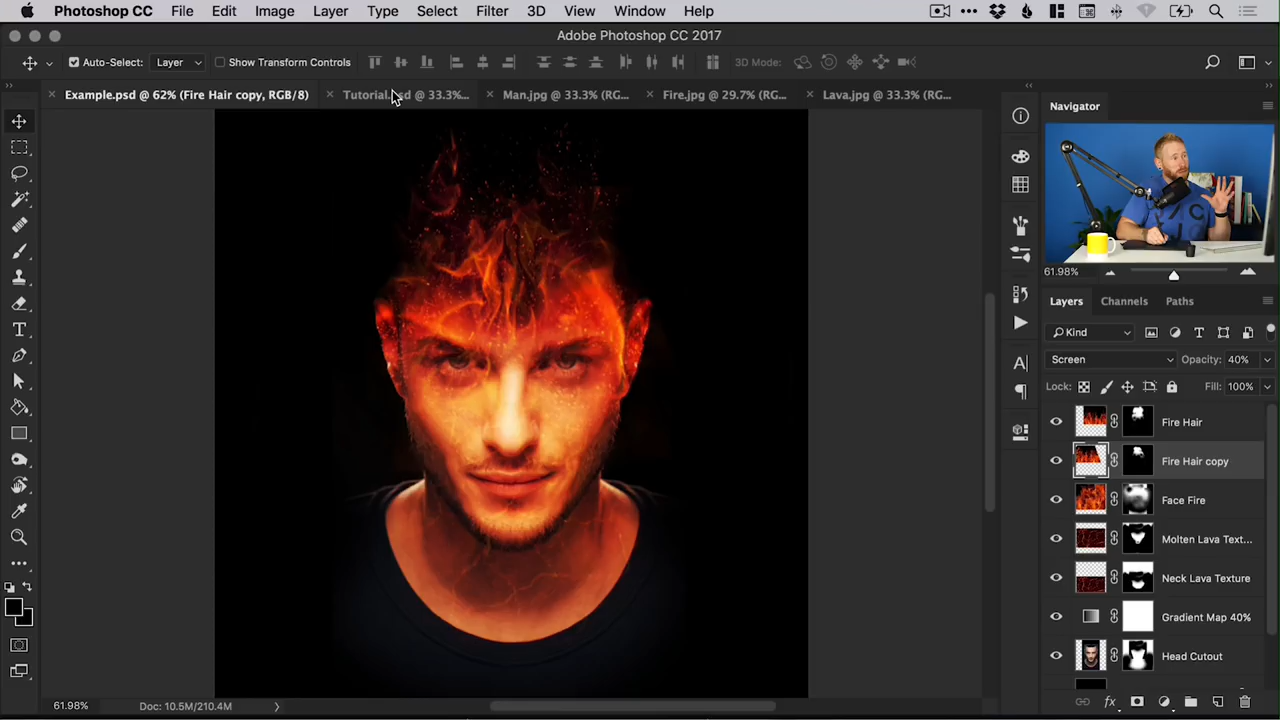 Photoshop CC File Edit Image Layer Type Select Filter 3D View Window Help
Adobe Photoshop CC 2017
Auto-Select: Layer Show Transform Controls 3D Mode:
Example.psd @ 62% (Fire Hair copy, RGB/8) Tutorial.psd @ 33.3%... Man.jpg @ 33.3% (RG... Fire.jpg @ 29.7% (RG... Lava.jpg @ 33.3% (RG...
Navigator
61.98%
Layers Channels Paths
Kind
Screen Opacity: 40%
Lock: Fill: 100%
Fire Hair
Fire Hair copy
Face Fire
Molten Lava Text...
Neck Lava Texture
Gradient Map 40%
Head Cutout
61.98% Doc: 10.5M/210.4M